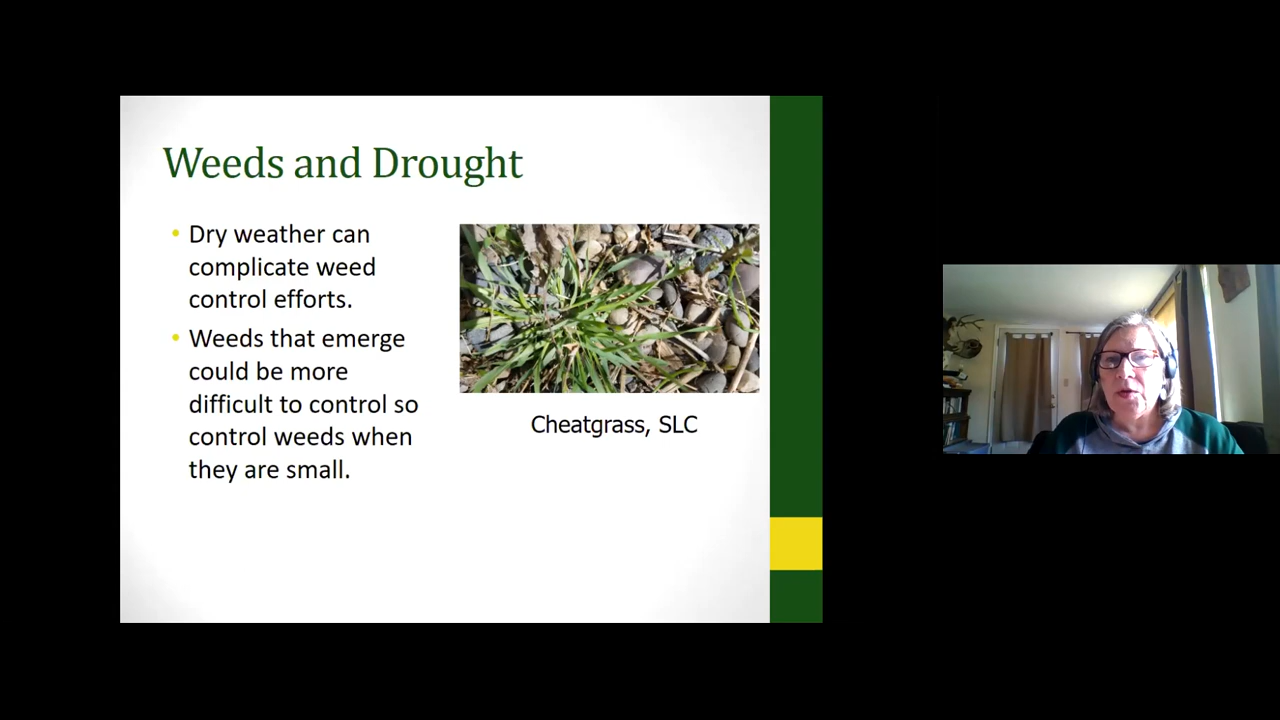 Weeds and Drought
• Dry weather can
complicate weed
control efforts.
• Weeds that emerge
could be more
difficult to control so
control weeds when
they are small.
Cheatgrass, SLC